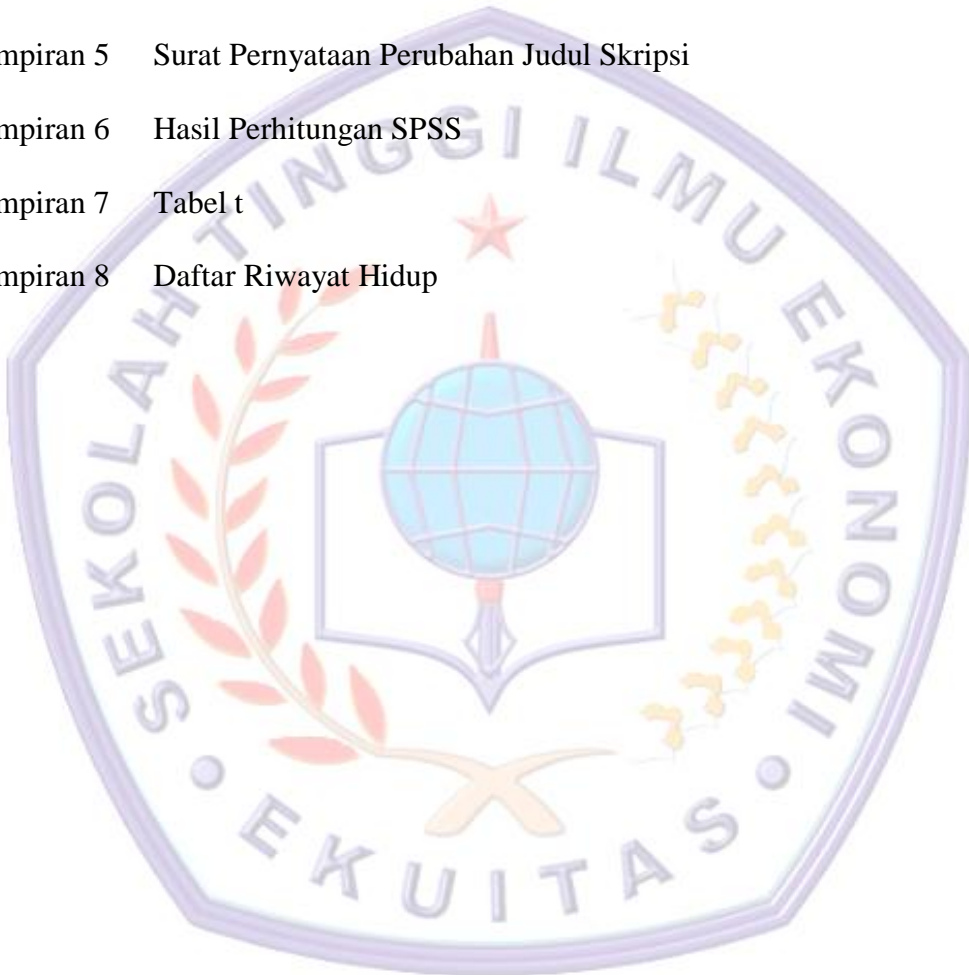 mpiran 5 Surat Pernyataan Perubahan Judul Skripsi
mpiran 6 Hasil Perhitungan SPSS
mpiran 7 Tabel t
mpiran 8 Daftar Riwayat Hidup
SEKOLAH TINGGI ILMU EKONOMI
• EKUITAS •